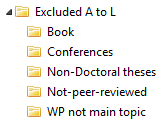 Excluded A to L
Book
Conferences
Non-Doctoral theses
Not-peer-reviewed
WP not main topic